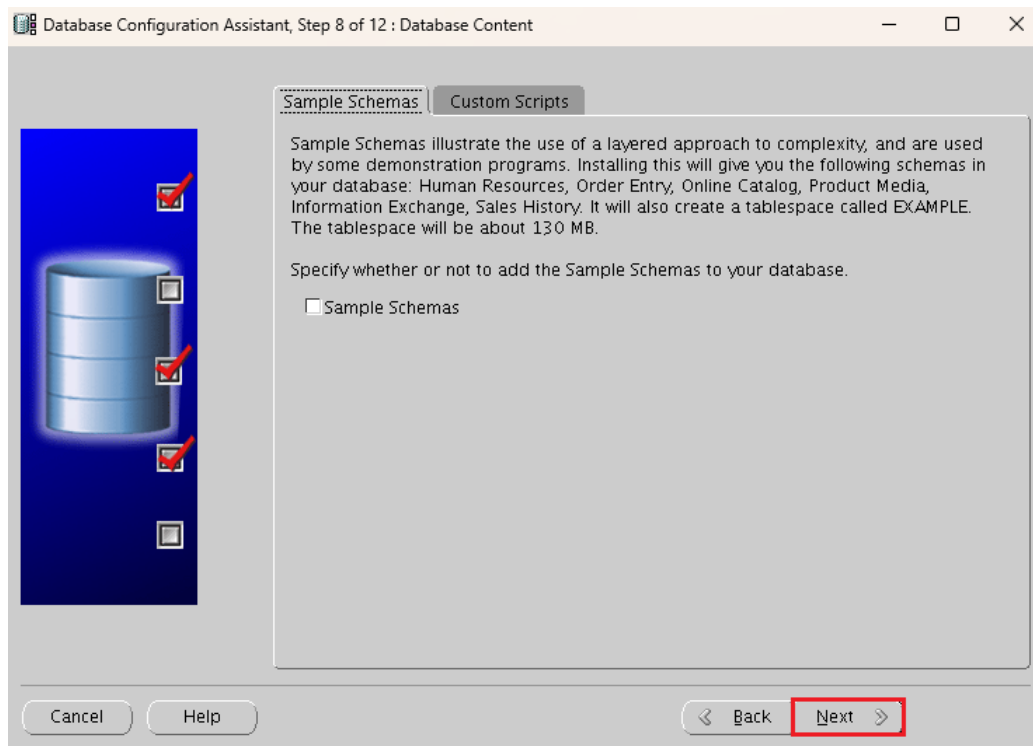 Database Configuration Assistant, Step 8 of 12 : Database Content
Sample Schemas
Custom Scripts
Sample Schemas illustrate the use of a layered approach to complexity, and are used
by some demonstration programs. Installing this will give you the following schemas in
your database: Human Resources, Order Entry, Online Catalog, Product Media,
Information Exchange, Sales History. It will also create a tablespace called EXAMPLE.
The tablespace will be about 130 MB.
Specify whether or not to add the Sample Schemas to your database.
Sample Schemas
Cancel
Help
Back
Next